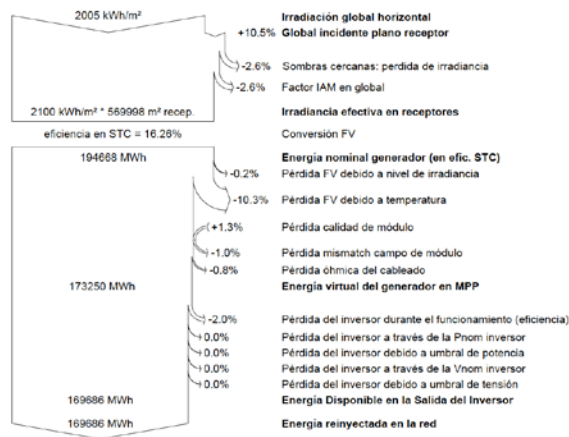 2005 kWh/m² Irradiación global horizontal
+10.5% Global incidente plano receptor
-2.6% Sombras cercanas: perdida de irradiancia
-2.6% Factor IAM en global
2100 kWh/m² * 569998 m² recep. Irradiancia efectiva en receptores
eficiencia en STC = 16.26% Conversión FV
194668 MWh Energía nominal generador (en efic. STC)
-0.2% Pérdida FV debido a nivel de irradiancia
-10.3% Pérdida FV debido a temperatura
+1.3% Pérdida calidad de módulo
-1.0% Pérdida mismatch campo de módulo
-0.8% Pérdida óhmica del cableado
173250 MWh Energía virtual del generador en MPP
-2.0% Pérdida del inversor durante el funcionamiento (eficiencia)
0.0% Pérdida del inversor a través de la Pnom inversor
0.0% Pérdida del inversor debido a umbral de potencia
0.0% Pérdida del inversor a través de la Vnom inversor
0.0% Pérdida del inversor debido a umbral de tensión
169686 MWh Energía Disponible en la Salida del Inversor
169686 MWh Energía reinyectada en la red